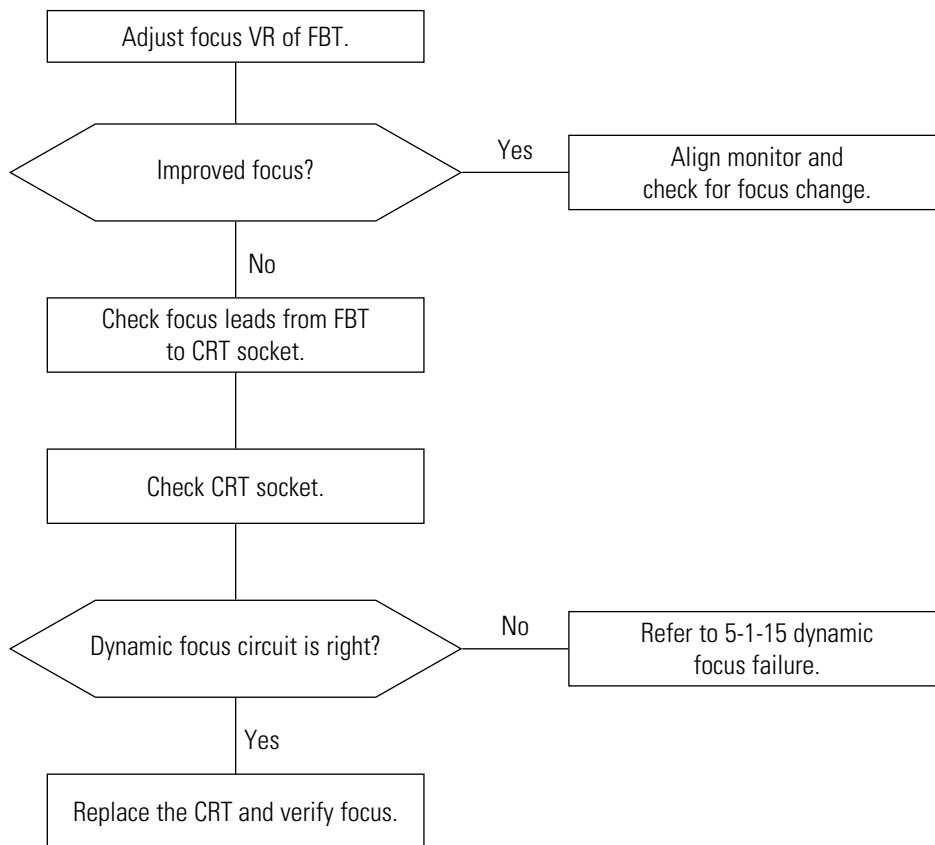 Adjust focus VR of FBT.
Improved focus?
Yes
Align monitor and
check for focus change.
No
Check focus leads from FBT
to CRT socket.
Check CRT socket.
Dynamic focus circuit is right?
No
Refer to 5-1-15 dynamic
focus failure.
Yes
Replace the CRT and verify focus.